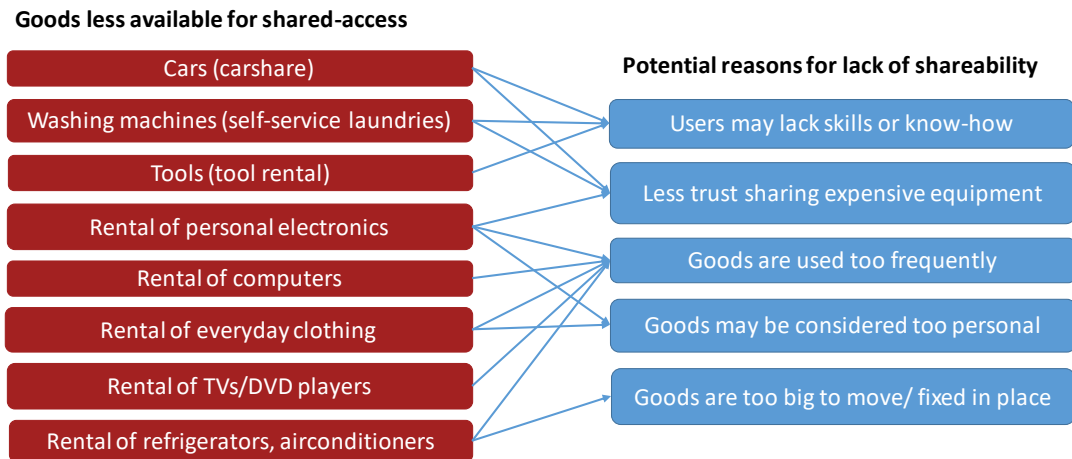 Goods less available for shared-access
Cars (carshare)
Washing machines (self-service laundries)
Tools (tool rental)
Rental of personal electronics
Rental of computers
Rental of everyday clothing
Rental of TVs/DVD players
Rental of refrigerators, airconditioners
Potential reasons for lack of shareability
Users may lack skills or know-how
Less trust sharing expensive equipment
Goods are used too frequently
Goods may be considered too personal
Goods are too big to move/ fixed in place